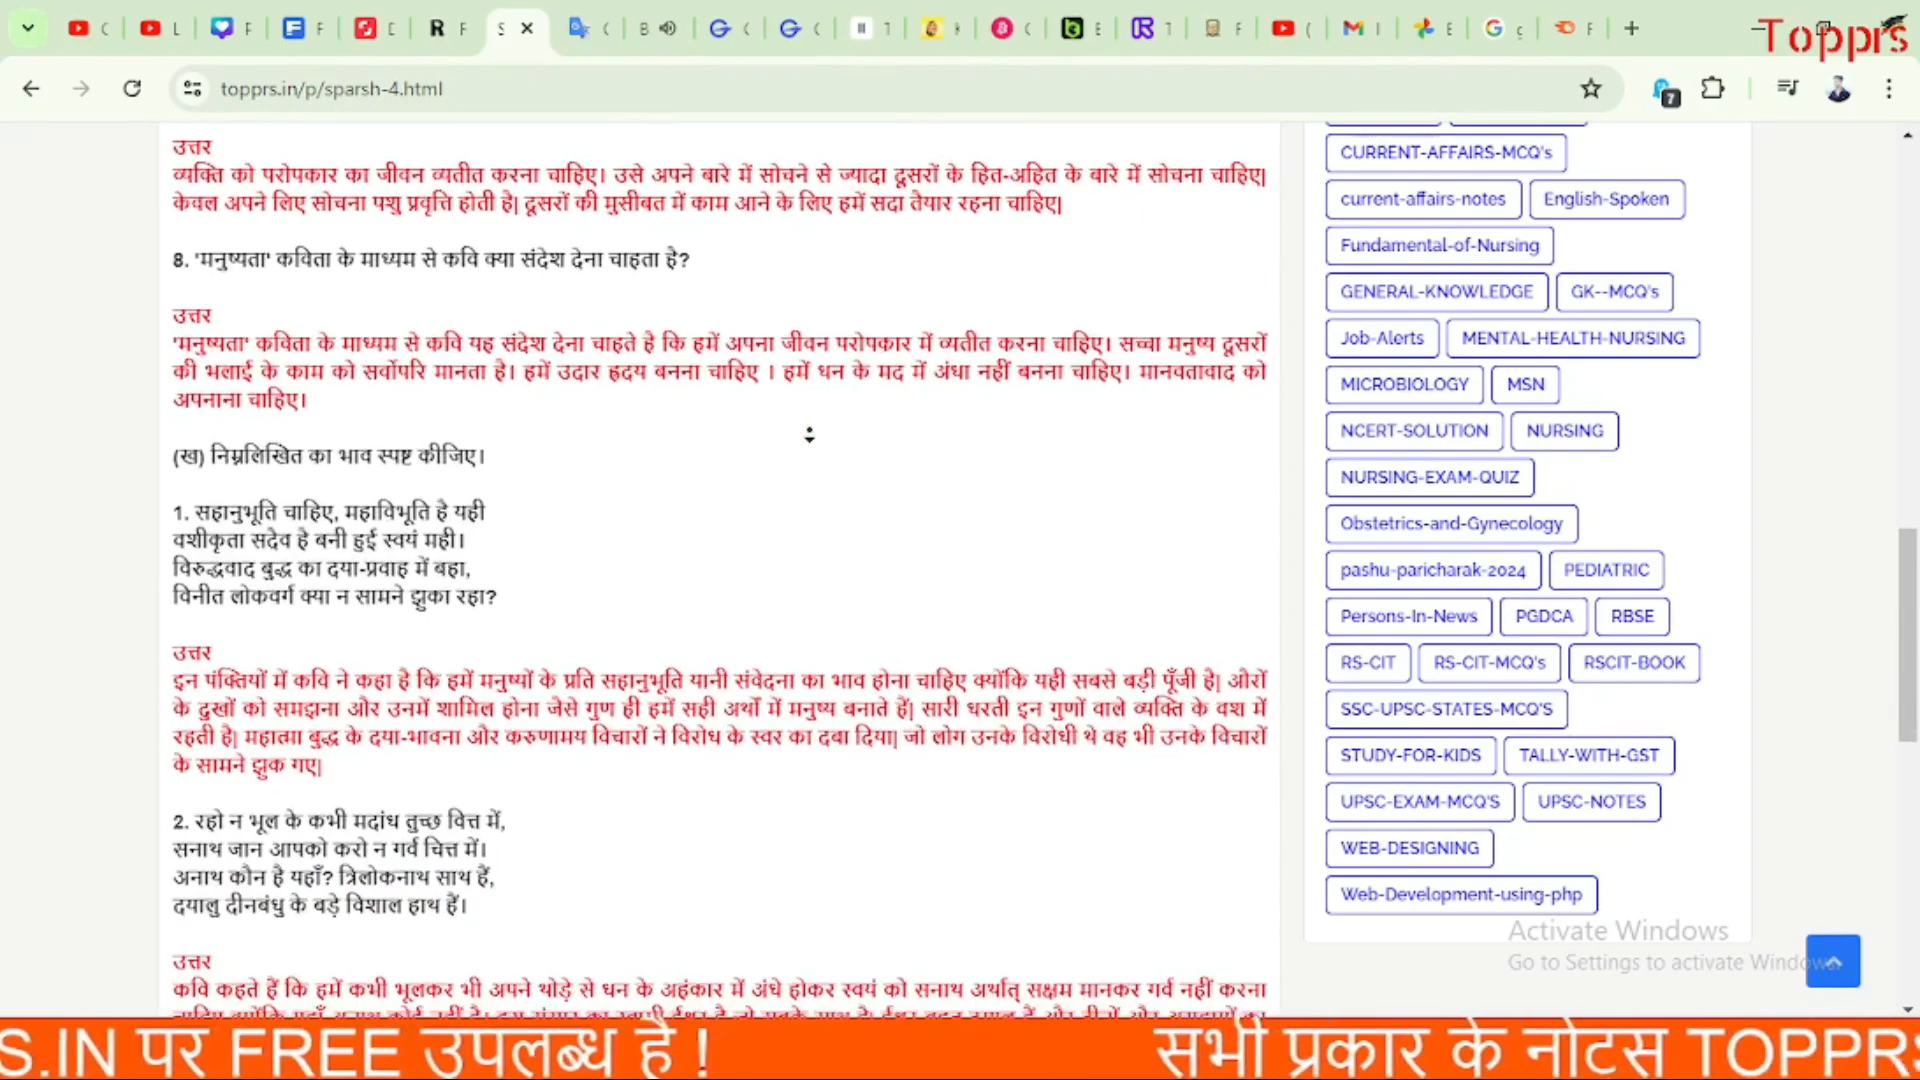 Topprs
topprs.in/p/sparsh-4.html
7
उत्तर
व्यक्ति को परोपकार का जीवन व्यतीत करना चाहिए। उसे अपने बारे में सोचने से ज्यादा दूसरों के हित-अहित के बारे में सोचना चाहिए|
केवल अपने लिए सोचना पशु प्रवृत्ति होती है| दूसरों की मुसीबत में काम आने के लिए हमें सदा तैयार रहना चाहिए|
8. 'मनुष्यता' कविता के माध्यम से कवि क्या संदेश देना चाहता है?
उत्तर
'मनुष्यता' कविता के माध्यम से कवि यह संदेश देना चाहते है कि हमें अपना जीवन परोपकार में व्यतीत करना चाहिए। सच्चा मनुष्य दूसरों
की भलाई के काम को सर्वोपरि मानता है। हमें उदार ह्रदय बनना चाहिए । हमें धन के मद में अंधा नहीं बनना चाहिए। मानवतावाद को
अपनाना चाहिए।
(ख) निम्नलिखित का भाव स्पष्ट कीजिए।
1. सहानुभूति चाहिए, महाविभूति है यही
वशीकृता सदैव है बनी हुई स्वयं मही।
विरुद्धवाद बुद्ध का दया-प्रवाह में बहा,
विनीत लोकवर्ग क्या न सामने झुका रहा?
उत्तर
इन पंक्तियों में कवि ने कहा है कि हमें मनुष्यों के प्रति सहानुभूति यानी संवेदना का भाव होना चाहिए क्योंकि यही सबसे बड़ी पूँजी है| औरों
के दुखों को समझना और उनमें शामिल होना जैसे गुण ही हमें सही अर्थों में मनुष्य बनाते हैं| सारी धरती इन गुणों वाले व्यक्ति के वश में
रहती है| महात्मा बुद्ध के दया-भावना और करुणामय विचारों ने विरोध के स्वर का दबा दिया| जो लोग उनके विरोधी थे वह भी उनके विचारों
के सामने झुक गए|
2. रहो न भूल के कभी मदांध तुच्छ वित्त में,
सनाथ जान आपको करो न गर्व चित्त में।
अनाथ कौन है यहाँ? त्रिलोकनाथ साथ हैं,
दयालु दीनबंधु के बड़े विशाल हाथ हैं।
उत्तर
कवि कहते हैं कि हमें कभी भूलकर भी अपने थोड़े से धन के अहंकार में अंधे होकर स्वयं को सनाथ अर्थात् सक्षम मानकर गर्व नहीं करना
CURRENT-AFFAIRS-MCQ's
current-affairs-notes English-Spoken
Fundamental-of-Nursing
GENERAL-KNOWLEDGE GK--MCQ's
Job-Alerts MENTAL-HEALTH-NURSING
MICROBIOLOGY MSN
NCERT-SOLUTION NURSING
NURSING-EXAM-QUIZ
Obstetrics-and-Gynecology
pashu-paricharak-2024 PEDIATRIC
Persons-In-News PGDCA RBSE
RS-CIT RS-CIT-MCQ's RSCIT-BOOK
SSC-UPSC-STATES-MCQ'S
STUDY-FOR-KIDS TALLY-WITH-GST
UPSC-EXAM-MCQ'S UPSC-NOTES
WEB-DESIGNING
Web-Development-using-php
Activate Windows
Go to Settings to activate Windows.
S.IN पर FREE उपलब्ध है ! सभी प्रकार के नोटस TOPPRS